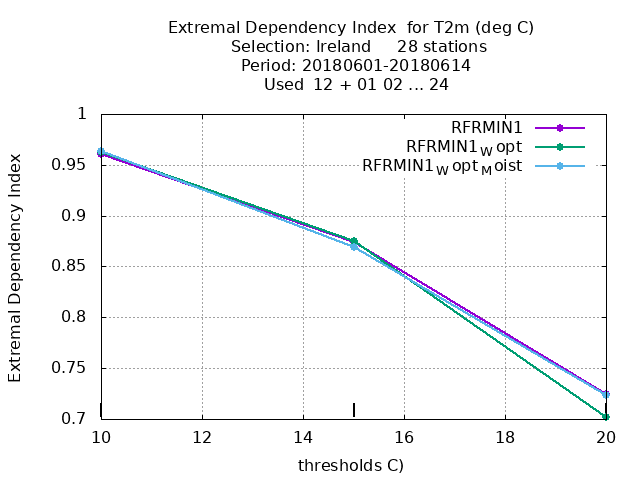 Extremal Dependency Index for T2m (deg C)
Selection: Ireland 28 stations
Period: 20180601-20180614
Used 12 + 01 02 ... 24
RFRMIN1
RFRMIN1Wopt
RFRMIN1WoptMoist
Extremal Dependency Index
1
0.95
0.9
0.85
0.8
0.75
0.7
10 12 14 16 18 20
thresholds C)